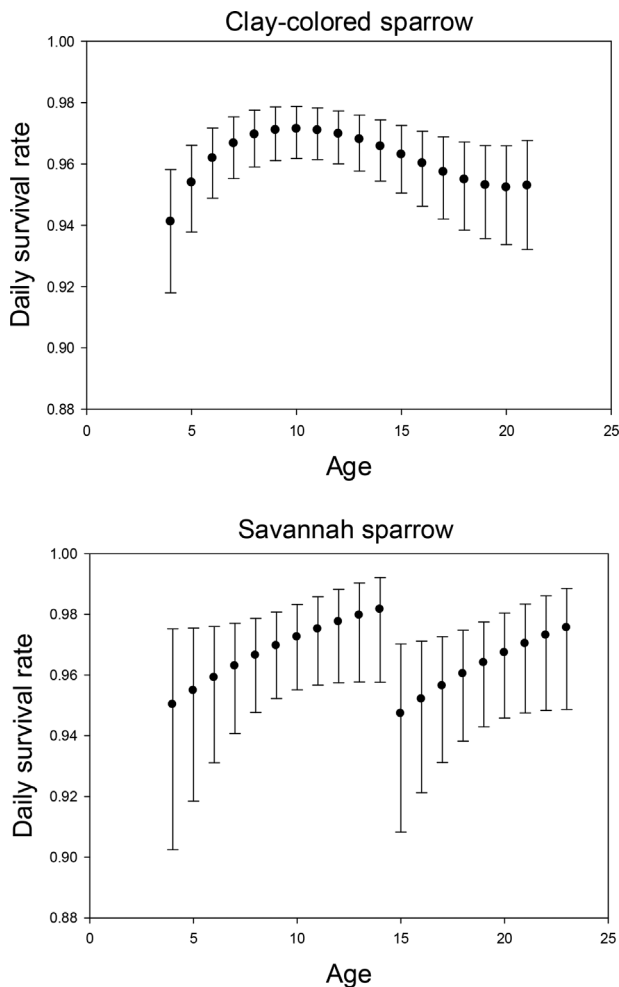 Clay-colored sparrow
1.00
0.98
0.96
0.94
0.92
0.90
0.88
Daily survival rate
0 5 10 15 20 25
Age
Savannah sparrow
1.00
0.98
0.96
0.94
0.92
0.90
0.88
Daily survival rate
0 5 10 15 20 25
Age